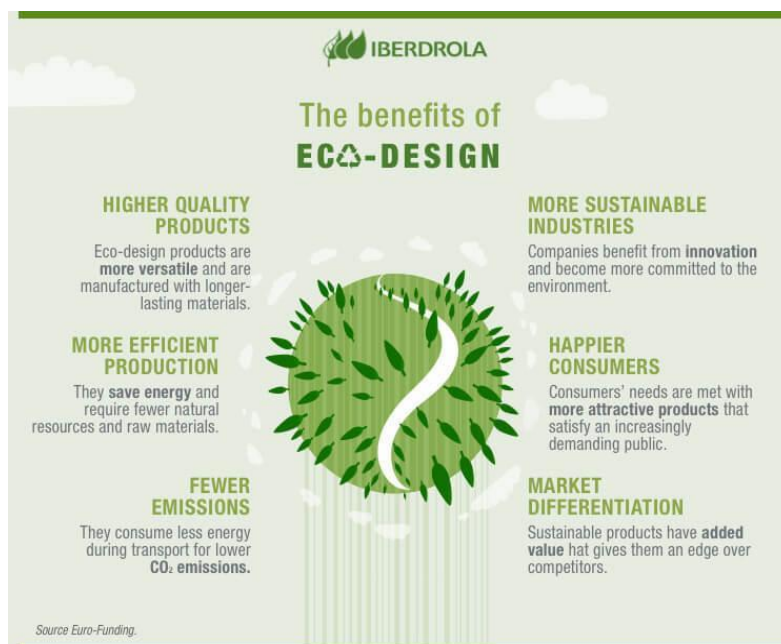 IBERDROLA
The benefits of
ECO-DESIGN
HIGHER QUALITY
PRODUCTS
Eco-design products are
more versatile and are
manufactured with longer-
lasting materials.
MORE EFFICIENT
PRODUCTION
They save energy and
require fewer natural
resources and raw materials.
FEWER
EMISSIONS
They consume less energy
during transport for lower
CO₂ emissions.
MORE SUSTAINABLE
INDUSTRIES
Companies benefit from innovation
and become more committed to the
environment.
HAPPIER
CONSUMERS
Consumers' needs are met with
more attractive products that
satisfy an increasingly
demanding public.
MARKET
DIFFERENTIATION
Sustainable products have added
value hat gives them an edge over
competitors.
Source Euro-Funding.